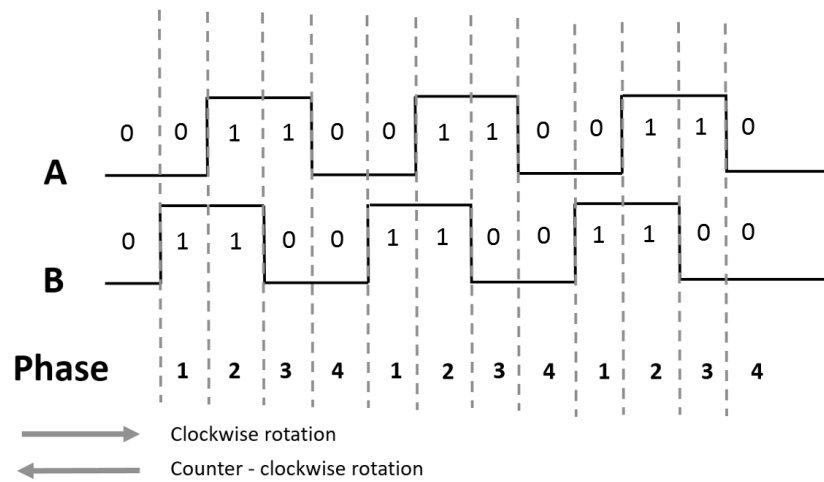 0 0 1 1 0 0 1 1 0 0 1 1 0
A
0 1 1 0 0 1 1 0 0 1 1 0 0
B
Phase 1 2 3 4 1 2 3 4 1 2 3 4
Clockwise rotation
Counter - clockwise rotation